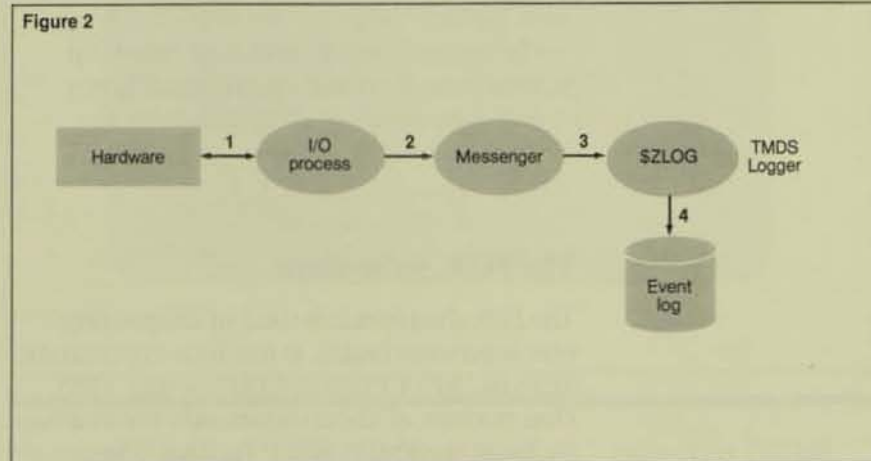 Figure 2
Hardware
1
I/O
process
2
Messenger
3
$ZLOG
TMDS
Logger
4
Event
log